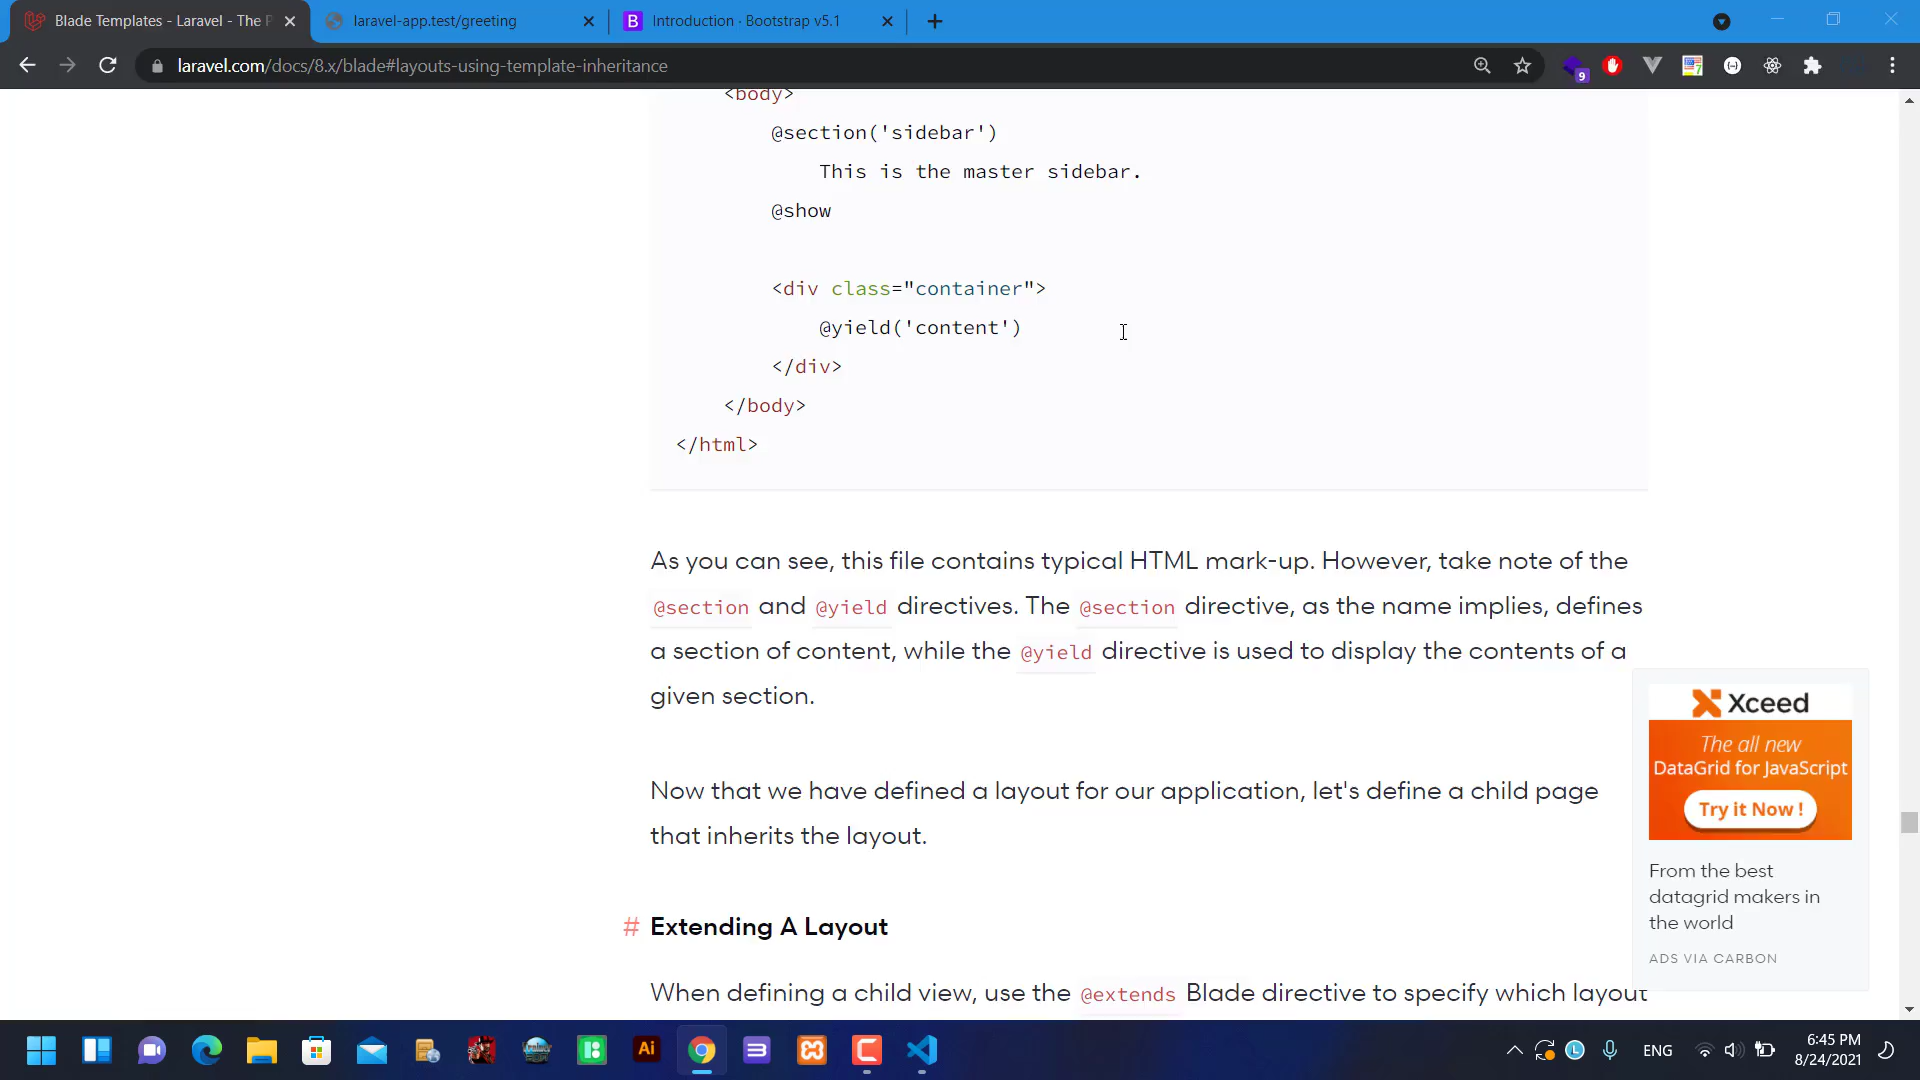 Blade Templates - Laravel - The P
laravel-app.test/greeting
Introduction · Bootstrap v5.1
laravel.com/docs/8.x/blade#layouts-using-template-inheritance
9
<body>
@section('sidebar')
This is the master sidebar.
@show
<div class="container">
@yield('content')
</div>
</body>
</html>
As you can see, this file contains typical HTML mark-up. However, take note of the
@section and @yield directives. The @section directive, as the name implies, defines
a section of content, while the @yield directive is used to display the contents of a
given section.
Now that we have defined a layout for our application, let's define a child page
that inherits the layout.
# Extending A Layout
When defining a child view, use the @extends Blade directive to specify which layout
Xceed
The all new
DataGrid for JavaScript
Try it Now !
From the best
datagrid makers in
the world
ADS VIA CARBON
Ai
ENG
6:45 PM
8/24/2021